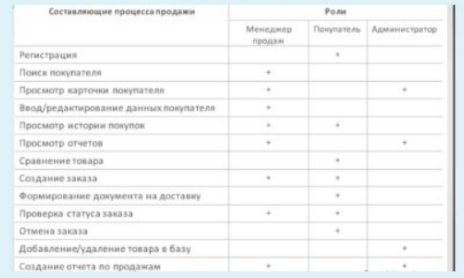 Составляющие процесса продажи Роли
Менеджер продаж Покупатель Администратор
Регистрация +
Поиск покупателя +
Просмотр карточки покупателя + +
Ввод/редактирование данных покупателя +
Просмотр истории покупок + +
Просмотр отчетов + +
Сравнение товара +
Создание заказа + +
Формирование документа на доставку +
Проверка статуса заказа + +
Отмена заказа +
Добавление/удаление товара в базу +
Создание отчета по продажам + +